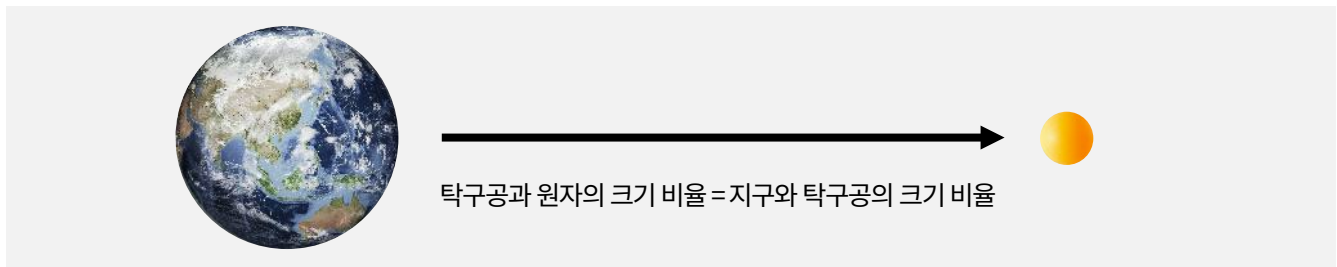 탁구공과 원자의 크기 비율 = 지구와 탁구공의 크기 비율